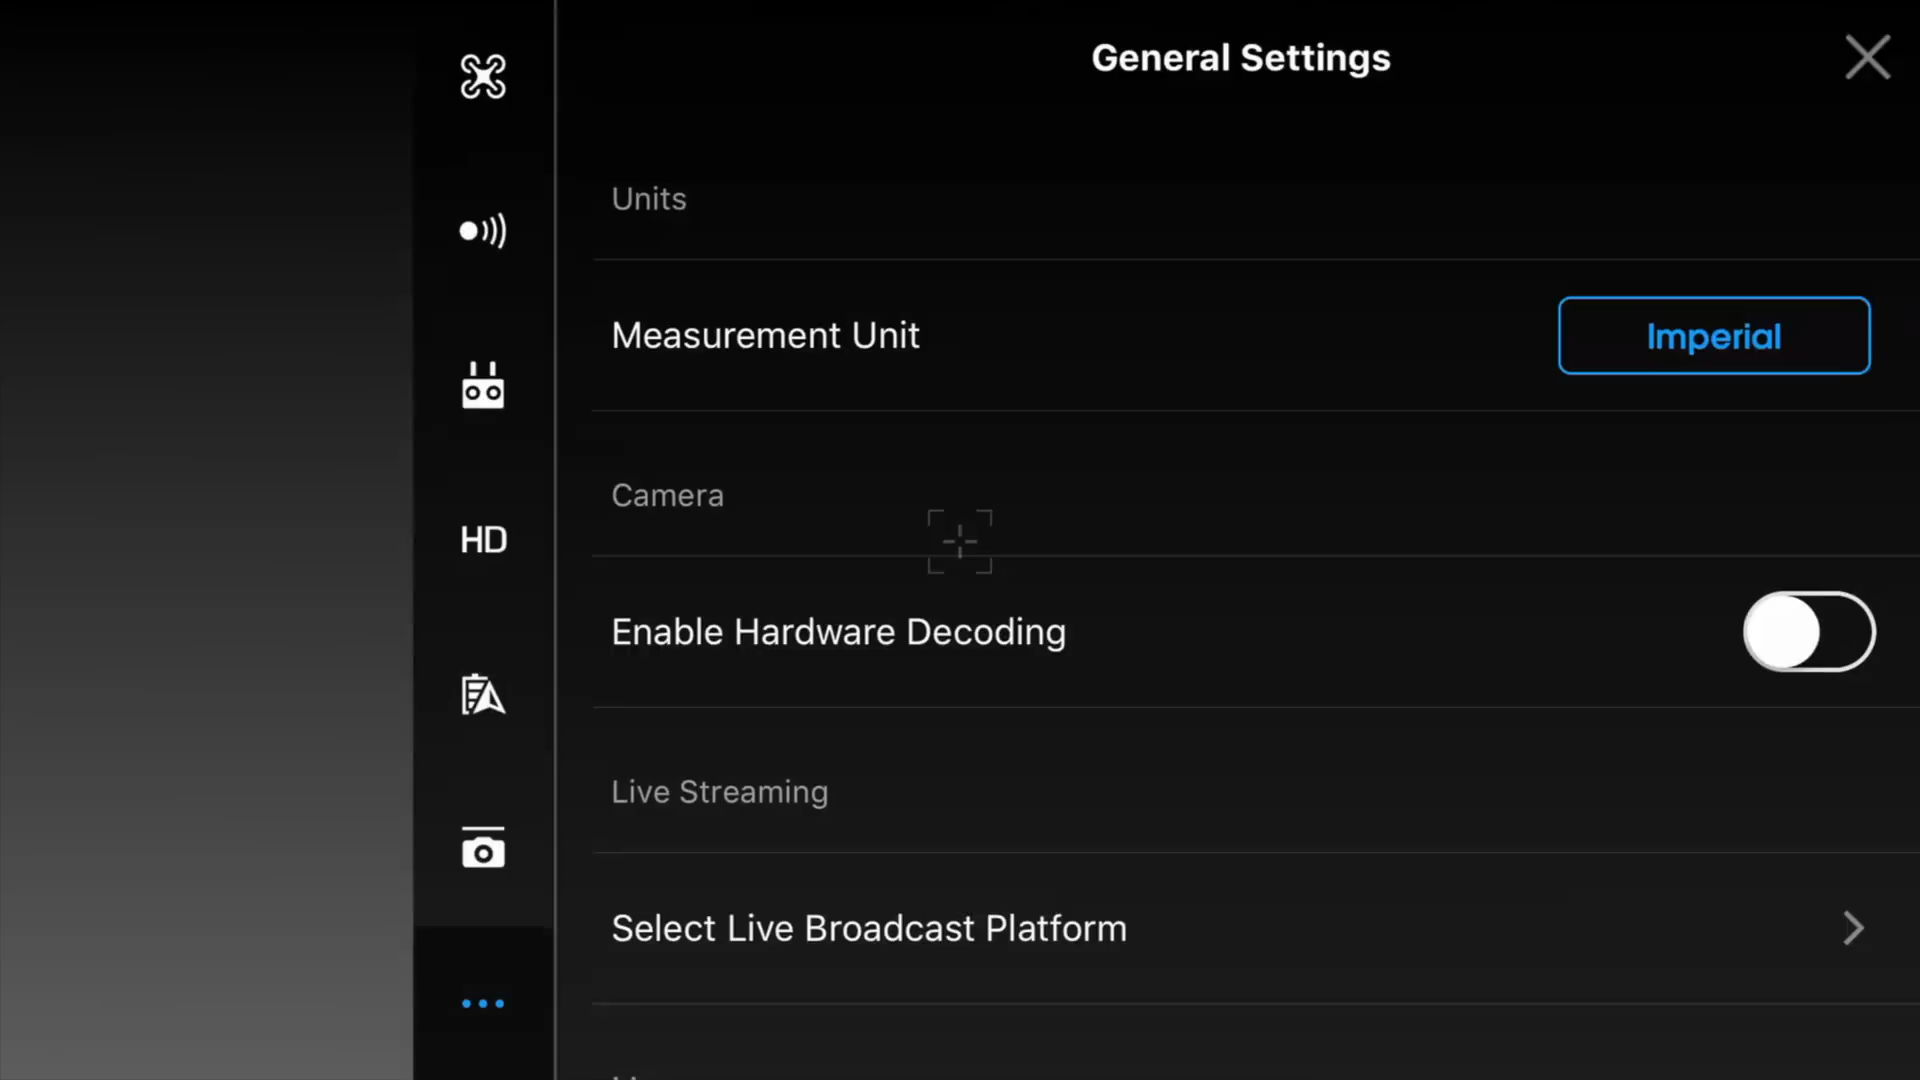 General Settings
Units
Measurement Unit
Imperial
Camera
HD
Enable Hardware Decoding
Live Streaming
Select Live Broadcast Platform